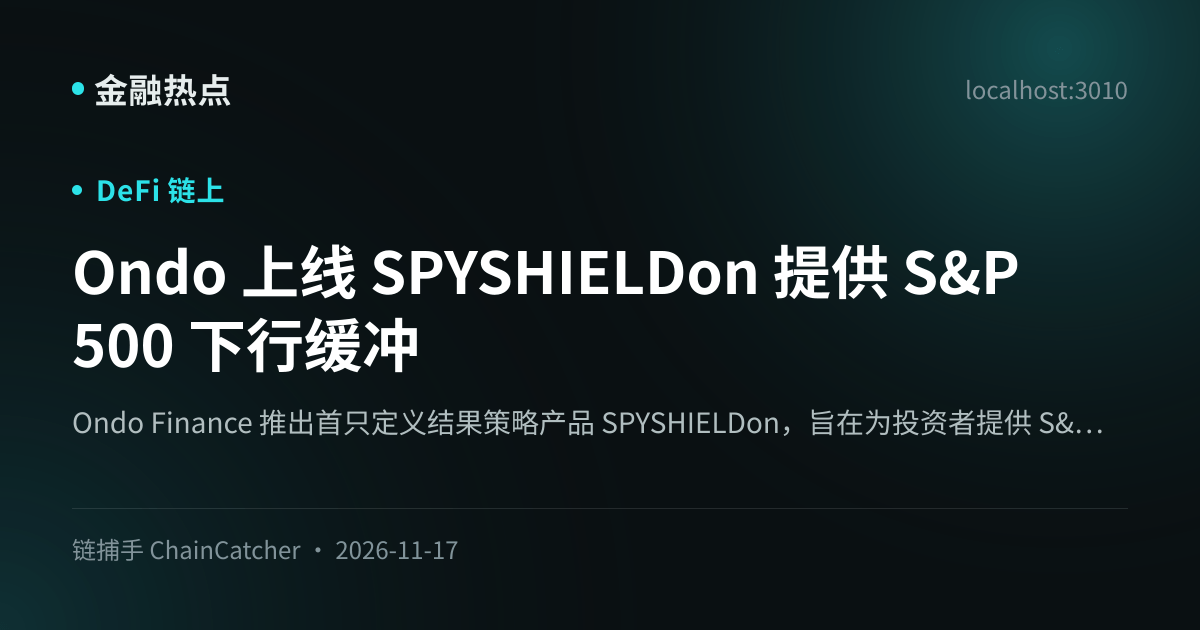 金融热点
localhost:3010
DeFi 链上
Ondo 上线 SPYSHIELDon 提供 S&P
500 下行缓冲
Ondo Finance 推出首只定义结果策略产品 SPYSHIELDon，旨在为投资者提供 S&…
链捕手 ChainCatcher · 2026-11-17